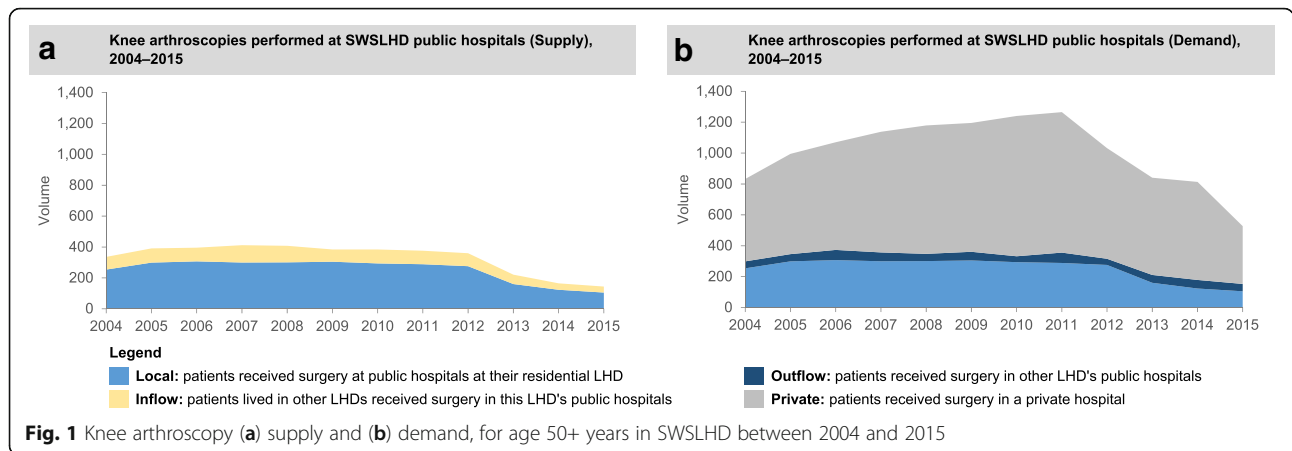 a
Knee arthroscopies performed at SWSLHD public hospitals (Supply),
2004–2015
1,400
1,200
1,000
800
600
400
200
0
Volume
2004 2005 2006 2007 2008 2009 2010 2011 2012 2013 2014 2015
b
Knee arthroscopies performed at SWSLHD public hospitals (Demand),
2004–2015
1,400
1,200
1,000
800
600
400
200
0
Volume
2004 2005 2006 2007 2008 2009 2010 2011 2012 2013 2014 2015
Legend
Local: patients received surgery at public hospitals at their residential LHD
Inflow: patients lived in other LHDs received surgery in this LHD's public hospitals
Outflow: patients received surgery in other LHD's public hospitals
Private: patients received surgery in a private hospital
Fig. 1 Knee arthroscopy (a) supply and (b) demand, for age 50+ years in SWSLHD between 2004 and 2015